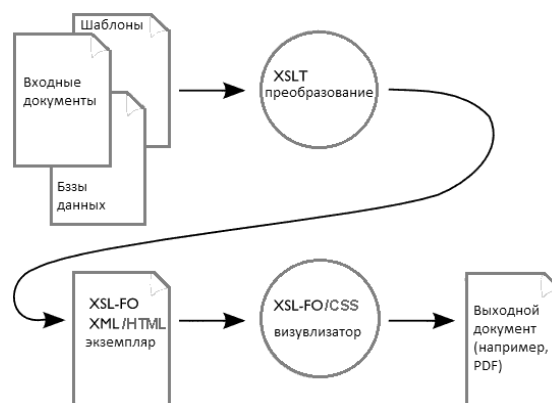 Шаблоны
Входные
документы
Бззы
данных
XSLT
преобразование
XSL-FO
XML/HTML
экземпляр
XSL-FO/CSS
визувлизатор
Выходной
документ
(например,
PDF)